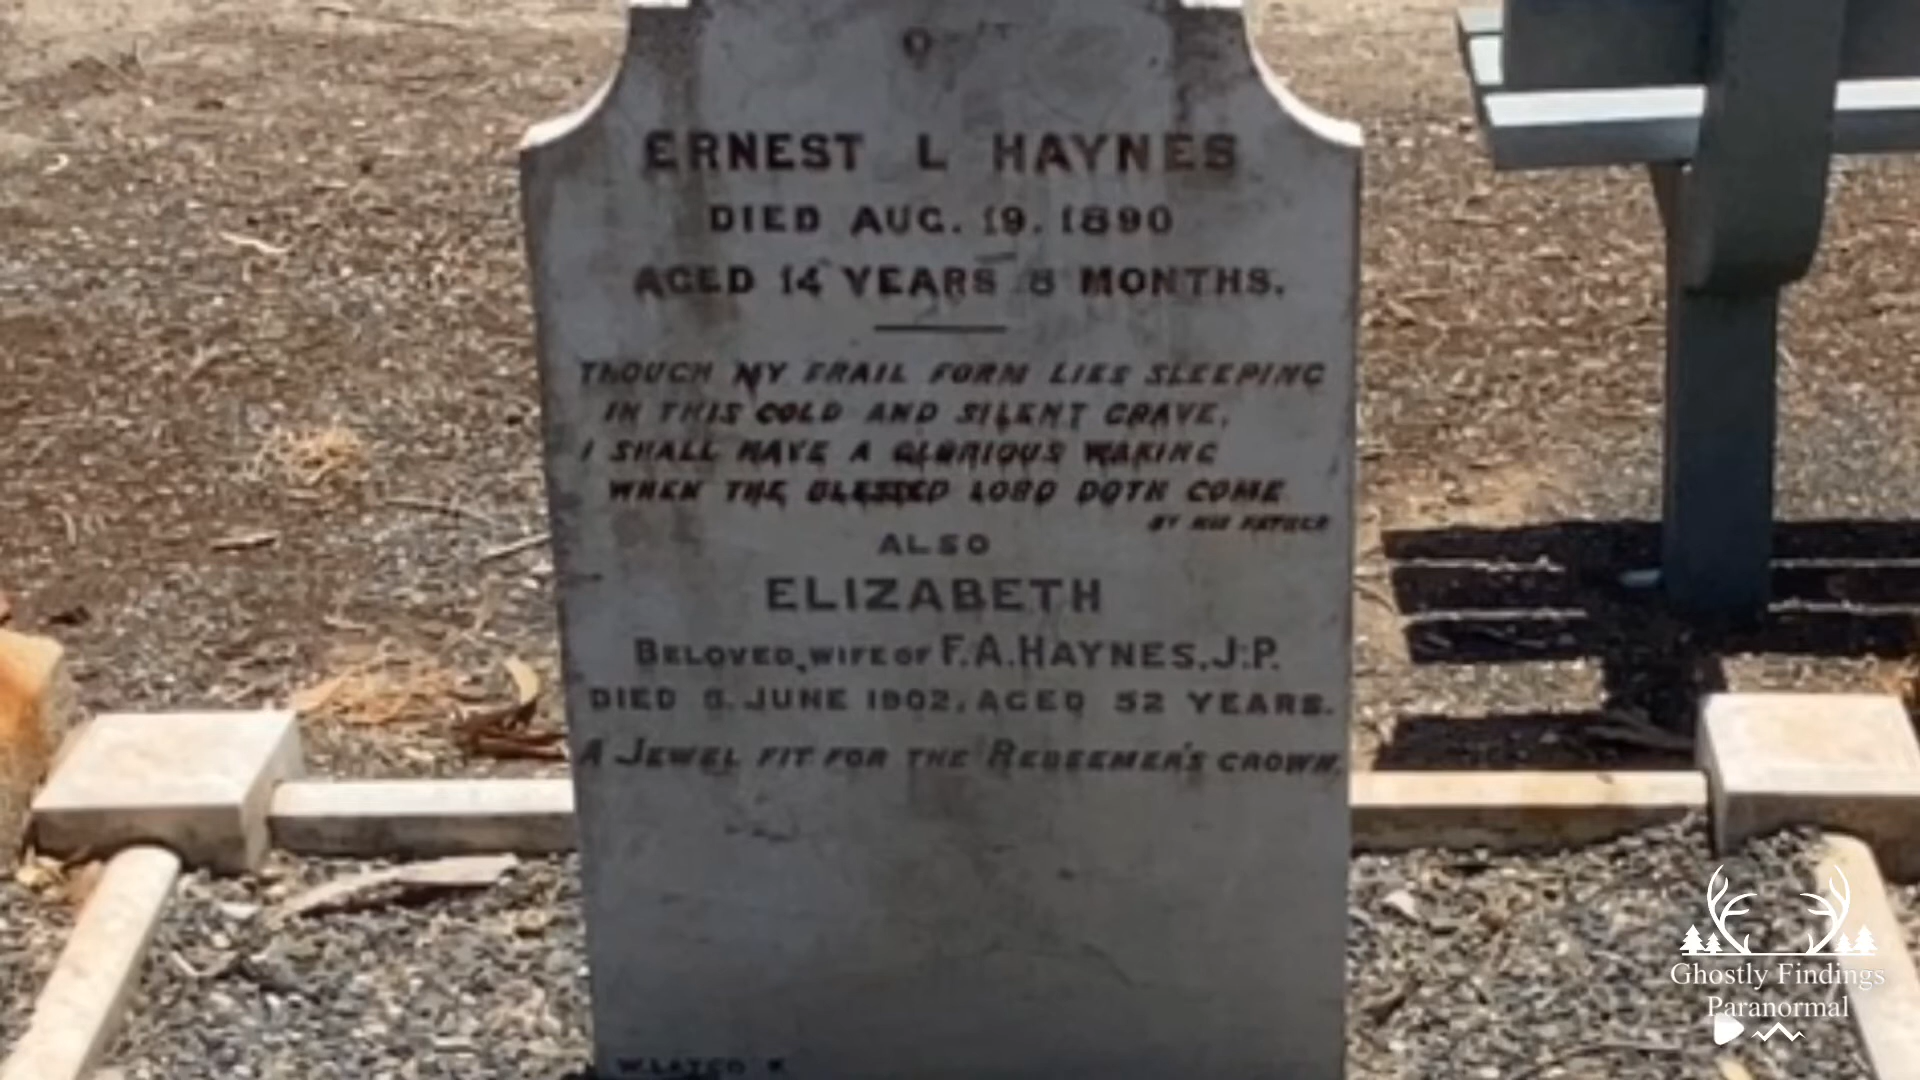 ERNEST L HAYNES
DIED AUG. 19. 1890
AGED 14 YEARS 8 MONTHS.
THOUGH MY FRAIL FORM LIES SLEEPING
IN THIS COLD AND SILENT GRAVE,
I SHALL HAVE A GLORIOUS WAKING
WHEN THE BLESSED LORD DOTH COME
BY HIS FATHER
ALSO
ELIZABETH
BELOVED WIFE OF F. A. HAYNES. J.P.
DIED JUNE 1902, AGED 52 YEARS.
A JEWEL FIT FOR THE REDEEMER'S CROWN.
Ghostly Findings
Paranormal